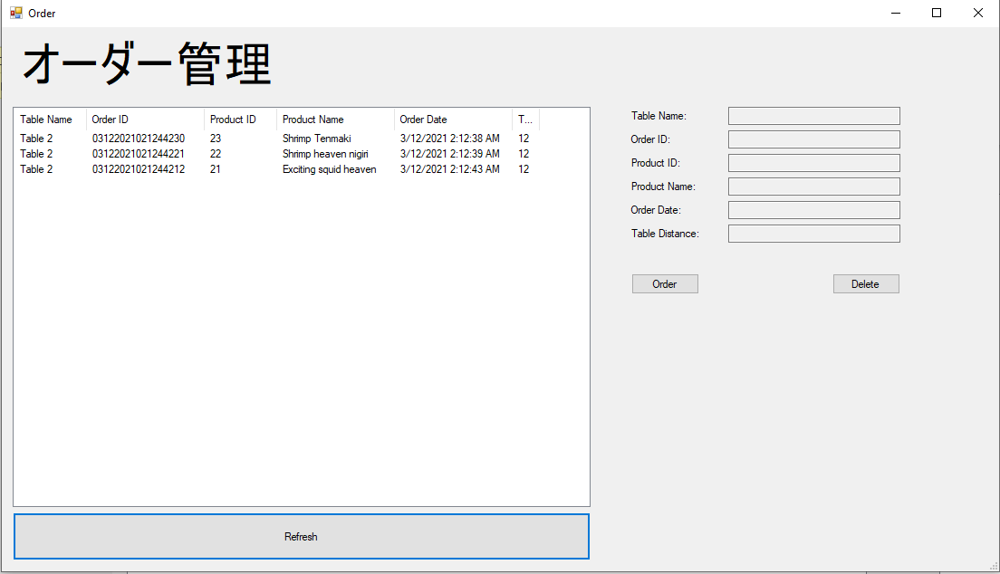 Order
オーダー管理
Table Name Order ID Product ID Product Name Order Date T...
Table 2 03122021021244230 23 Shrimp Tenmaki 3/12/2021 2:12:38 AM 12
Table 2 03122021021244221 22 Shrimp heaven nigiri 3/12/2021 2:12:39 AM 12
Table 2 03122021021244212 21 Exciting squid heaven 3/12/2021 2:12:43 AM 12
Refresh
Table Name:
Order ID:
Product ID:
Product Name:
Order Date:
Table Distance:
Order Delete